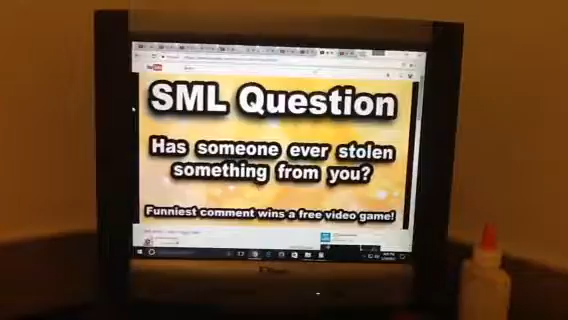 SML Question
Has someone ever stolen
something from you?
Funniest comment wins a free video game!